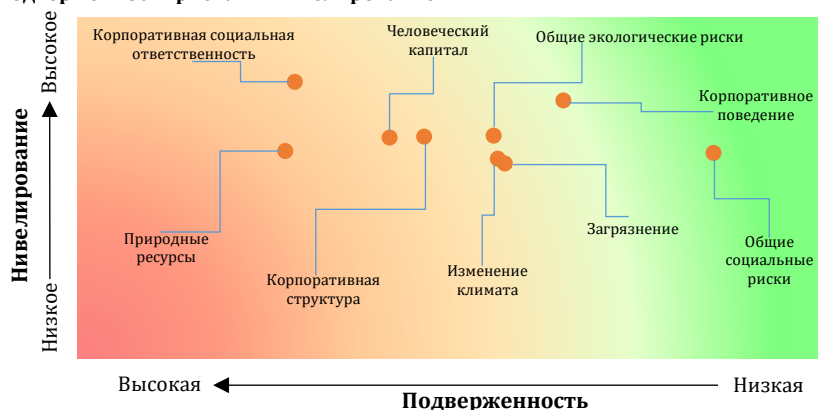 Корпоративная социальная
ответственность
Человеческий
капитал
Общие экологические риски
Корпоративное
поведение
Высокое
Нивелирование
Низкое
Природные
ресурсы
Корпоративная
структура
Изменение
климата
Загрязнение
Общие
социальные
риски
Высокая
Подверженность
Низкая